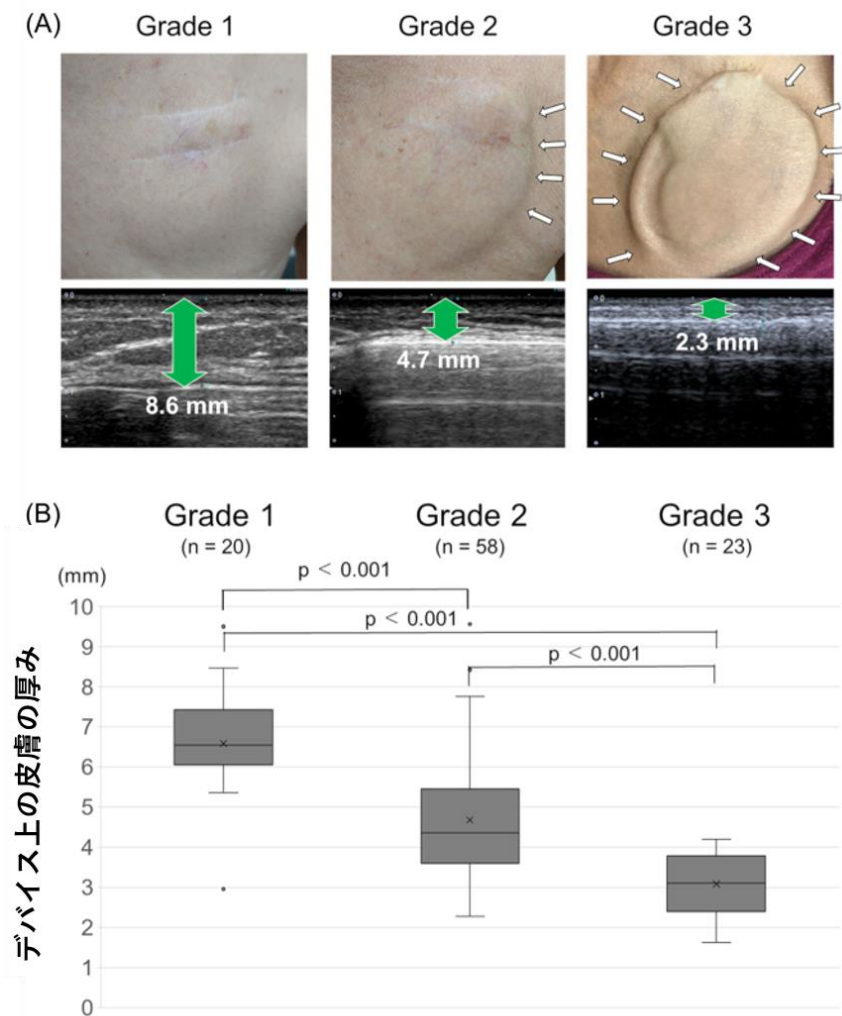 (A)
Grade 1
Grade 2
Grade 3
8.6 mm
4.7 mm
2.3 mm
(B)
Grade 1
Grade 2
Grade 3
(n = 20)
(n = 58)
(n = 23)
(mm)
p < 0.001
p < 0.001
p < 0.001
デバイス上の皮膚の厚み
10
9
8
7
6
5
4
3
2
1
0